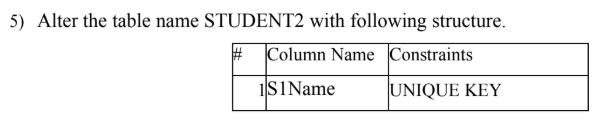 5) Alter the table name STUDENT2 with following structure.
# Column Name Constraints
1 S1Name UNIQUE KEY